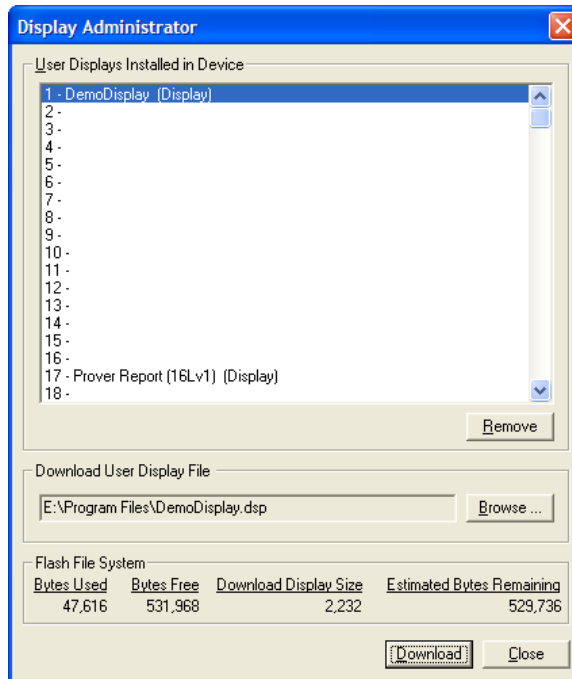 Display Administrator
User Displays Installed in Device
1 - DemoDisplay (Display)
2 -
3 -
4 -
5 -
6 -
7 -
8 -
9 -
10 -
11 -
12 -
13 -
14 -
15 -
16 -
17 - Prover Report (16Lv1) (Display)
18 -
Remove
Download User Display File
E:\Program Files\DemoDisplay.dsp Browse ...
Flash File System
Bytes Used Bytes Free Download Display Size Estimated Bytes Remaining
47,616 531,968 2,232 529,736
Download Close